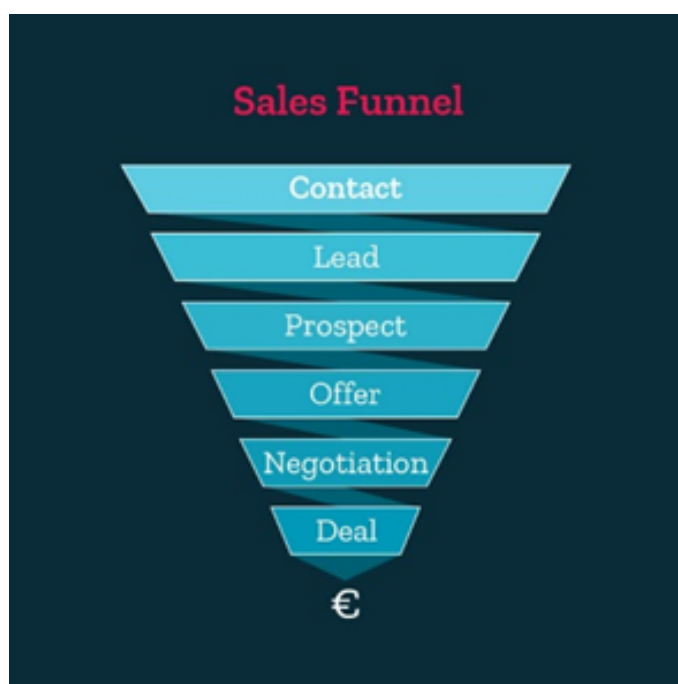 Sales Funnel
Contact
Lead
Prospect
Offer
Negotiation
Deal
€